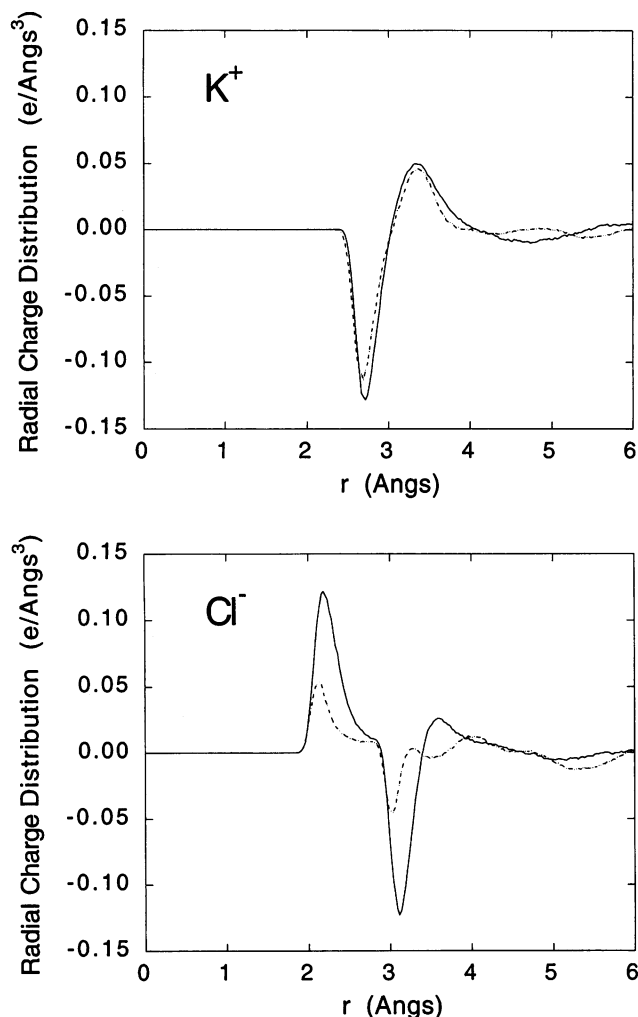 Radial Charge Distribution (e/Angs³)
0.15
0.10
0.05
0.00
-0.05
-0.10
-0.15
K⁺
0 1 2 3 4 5 6
r (Angs)
Radial Charge Distribution (e/Angs³)
0.15
0.10
0.05
0.00
-0.05
-0.10
-0.15
Cl⁻
0 1 2 3 4 5 6
r (Angs)